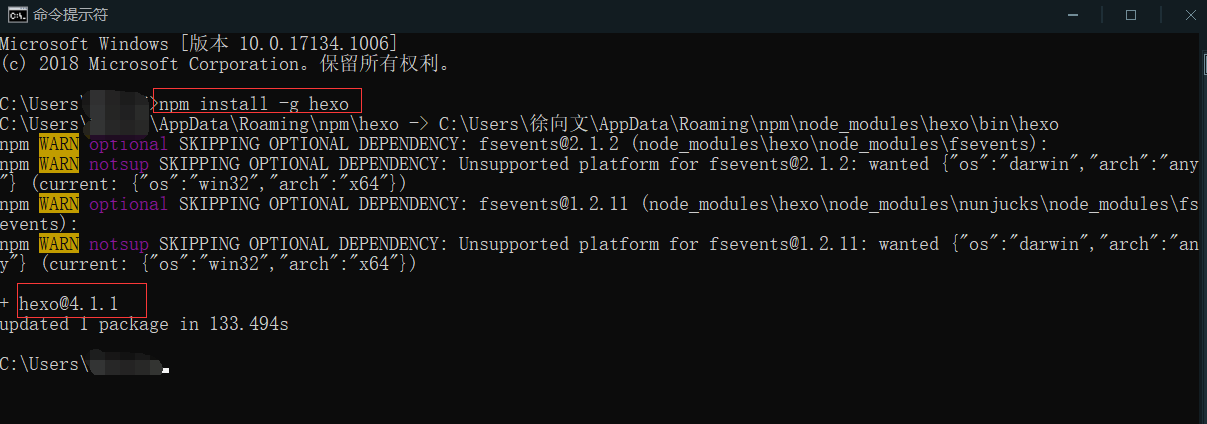 命令提示符
Microsoft Windows [版本 10.0.17134.1006]
(c) 2018 Microsoft Corporation。保留所有权利。
C:\Users\ >npm install -g hexo
C:\Users\ \AppData\Roaming\npm\hexo -> C:\Users\徐向文\AppData\Roaming\npm\node_modules\hexo\bin\hexo
npm WARN optional SKIPPING OPTIONAL DEPENDENCY: fsevents@2.1.2 (node_modules\hexo\node_modules\fsevents):
npm WARN notsup SKIPPING OPTIONAL DEPENDENCY: Unsupported platform for fsevents@2.1.2: wanted {"os":"darwin","arch":"any
"} (current: {"os":"win32","arch":"x64"})
npm WARN optional SKIPPING OPTIONAL DEPENDENCY: fsevents@1.2.11 (node_modules\hexo\node_modules\nunjucks\node_modules\fs
events):
npm WARN notsup SKIPPING OPTIONAL DEPENDENCY: Unsupported platform for fsevents@1.2.11: wanted {"os":"darwin","arch":"an
y"} (current: {"os":"win32","arch":"x64"})
+ hexo@4.1.1
updated 1 package in 133.494s
C:\Users\